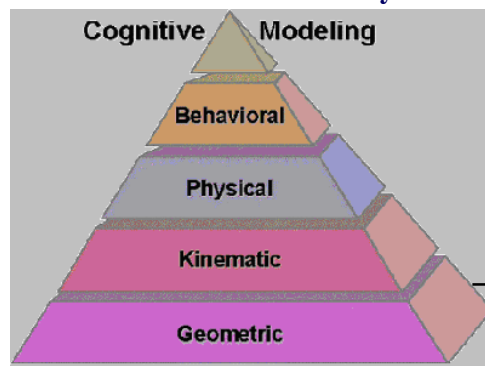 Cognitive Modeling
Behavioral
Physical
Kinematic
Geometric